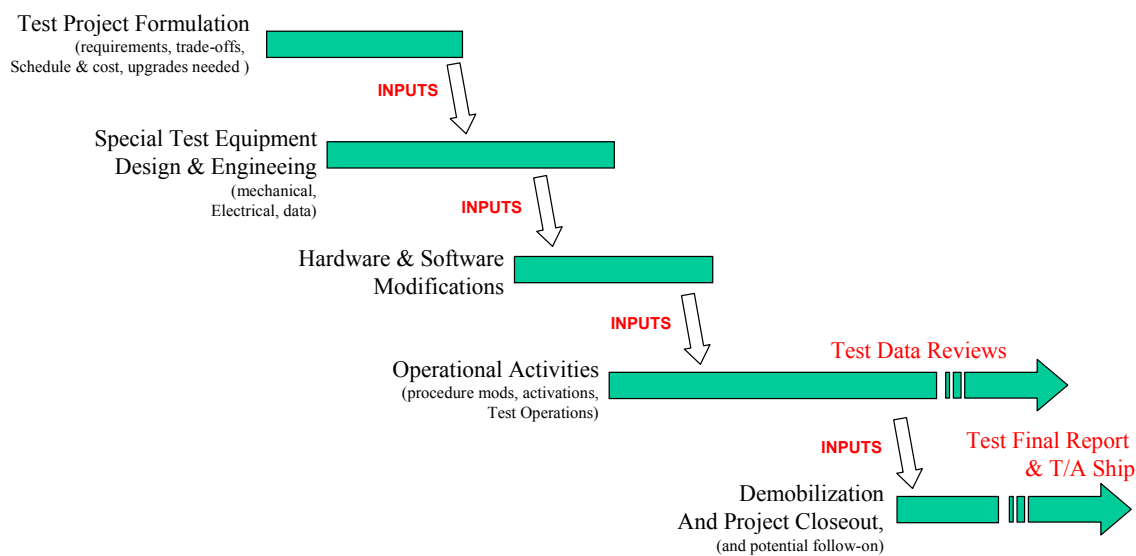 Test Project Formulation
(requirements, trade-offs,
Schedule & cost, upgrades needed )
INPUTS
Special Test Equipment
Design & Engineeing
(mechanical,
Electrical, data)
INPUTS
Hardware & Software
Modifications
INPUTS
Test Data Reviews
Operational Activities
(procedure mods, activations,
Test Operations)
INPUTS
Test Final Report
& T/A Ship
Demobilization
And Project Closeout,
(and potential follow-on)